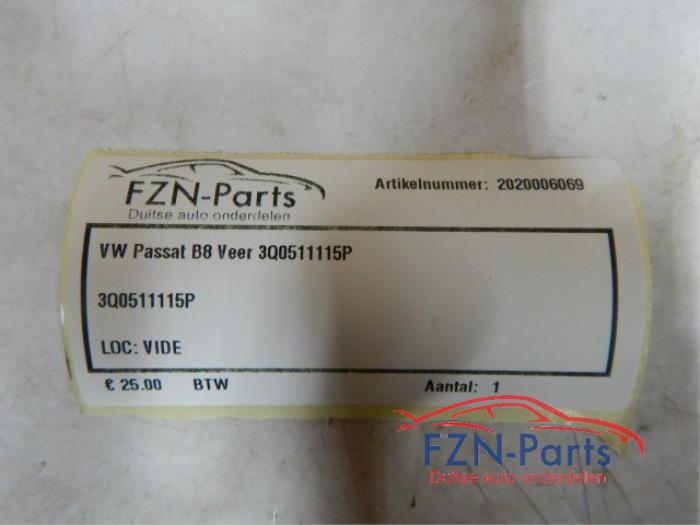 FZN-Parts
Duitse auto onderdelen
Artikelnummer: 2020006069
VW Passat B8 Veer 3Q0511115P
3Q0511115P
LOC: VIDE
€ 25.00 BTW Aantal: 1
FZN-Parts
Duitse auto onderdelen